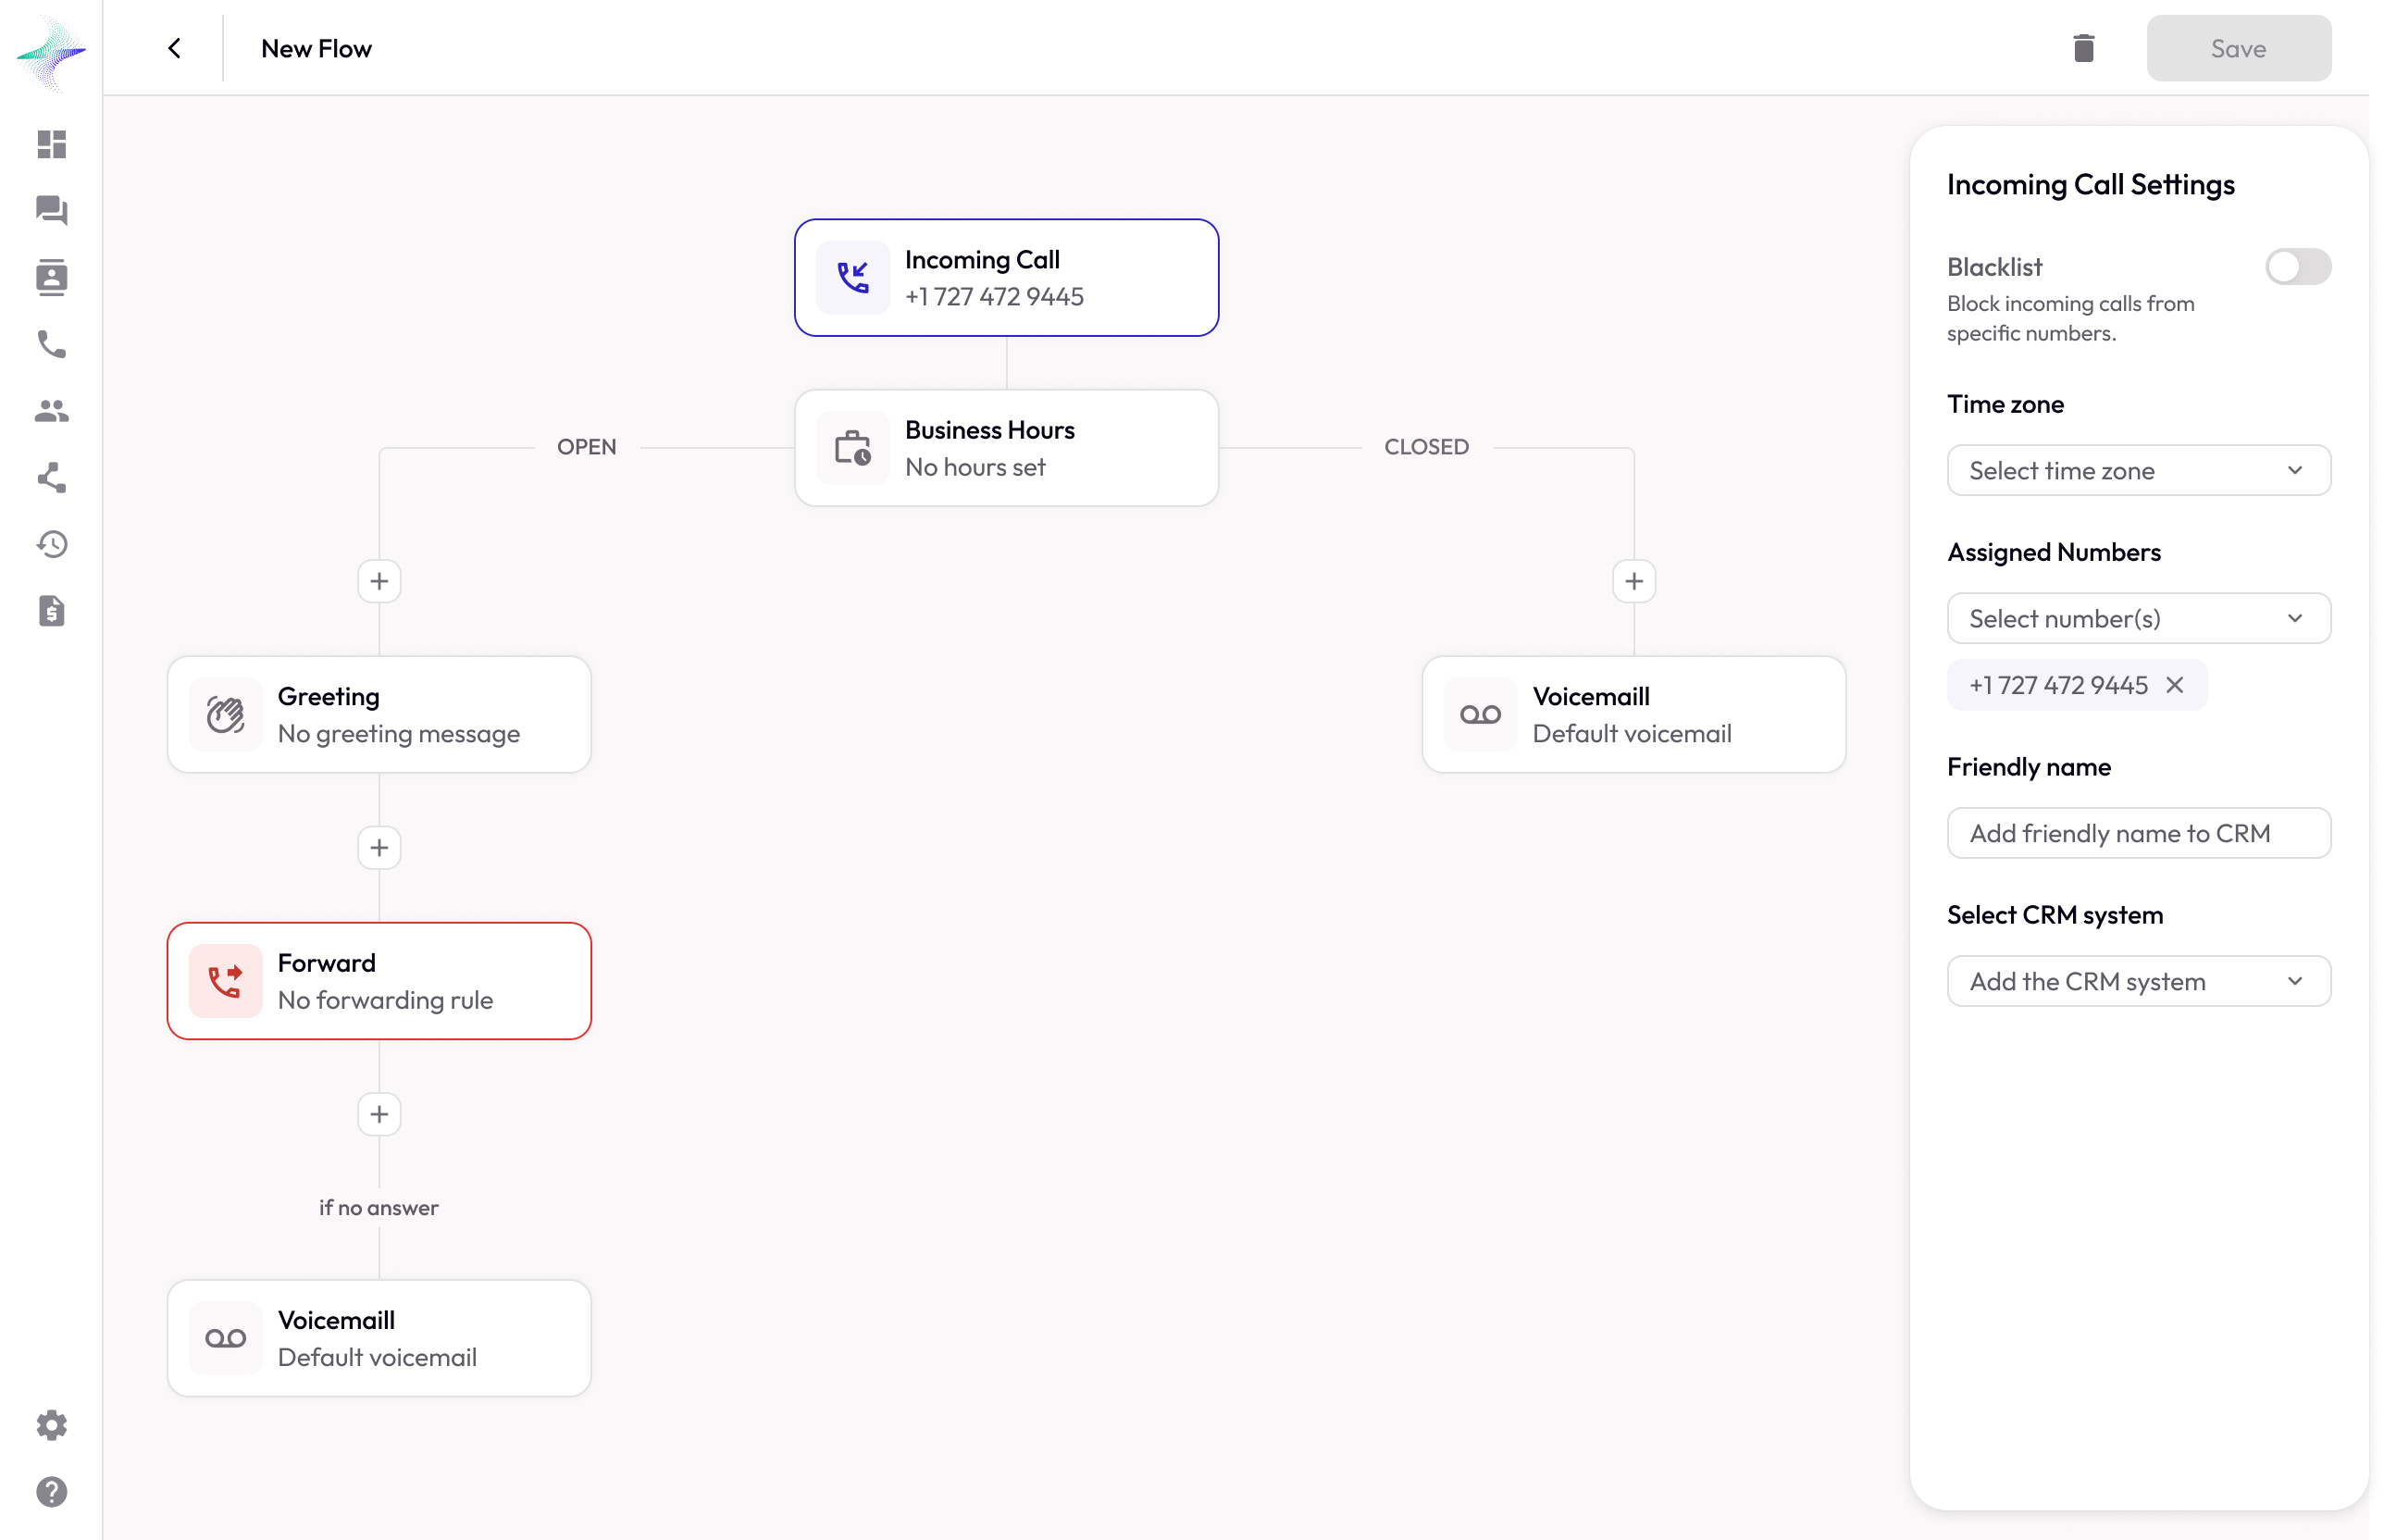 New Flow
Save
Incoming Call
+1 727 472 9445
Business Hours
No hours set
OPEN
CLOSED
Greeting
No greeting message
Voicemaill
Default voicemail
Forward
No forwarding rule
if no answer
Voicemaill
Default voicemail
Incoming Call Settings
Blacklist
Block incoming calls from
specific numbers.
Time zone
Select time zone
Assigned Numbers
Select number(s)
+1 727 472 9445
Friendly name
Add friendly name to CRM
Select CRM system
Add the CRM system